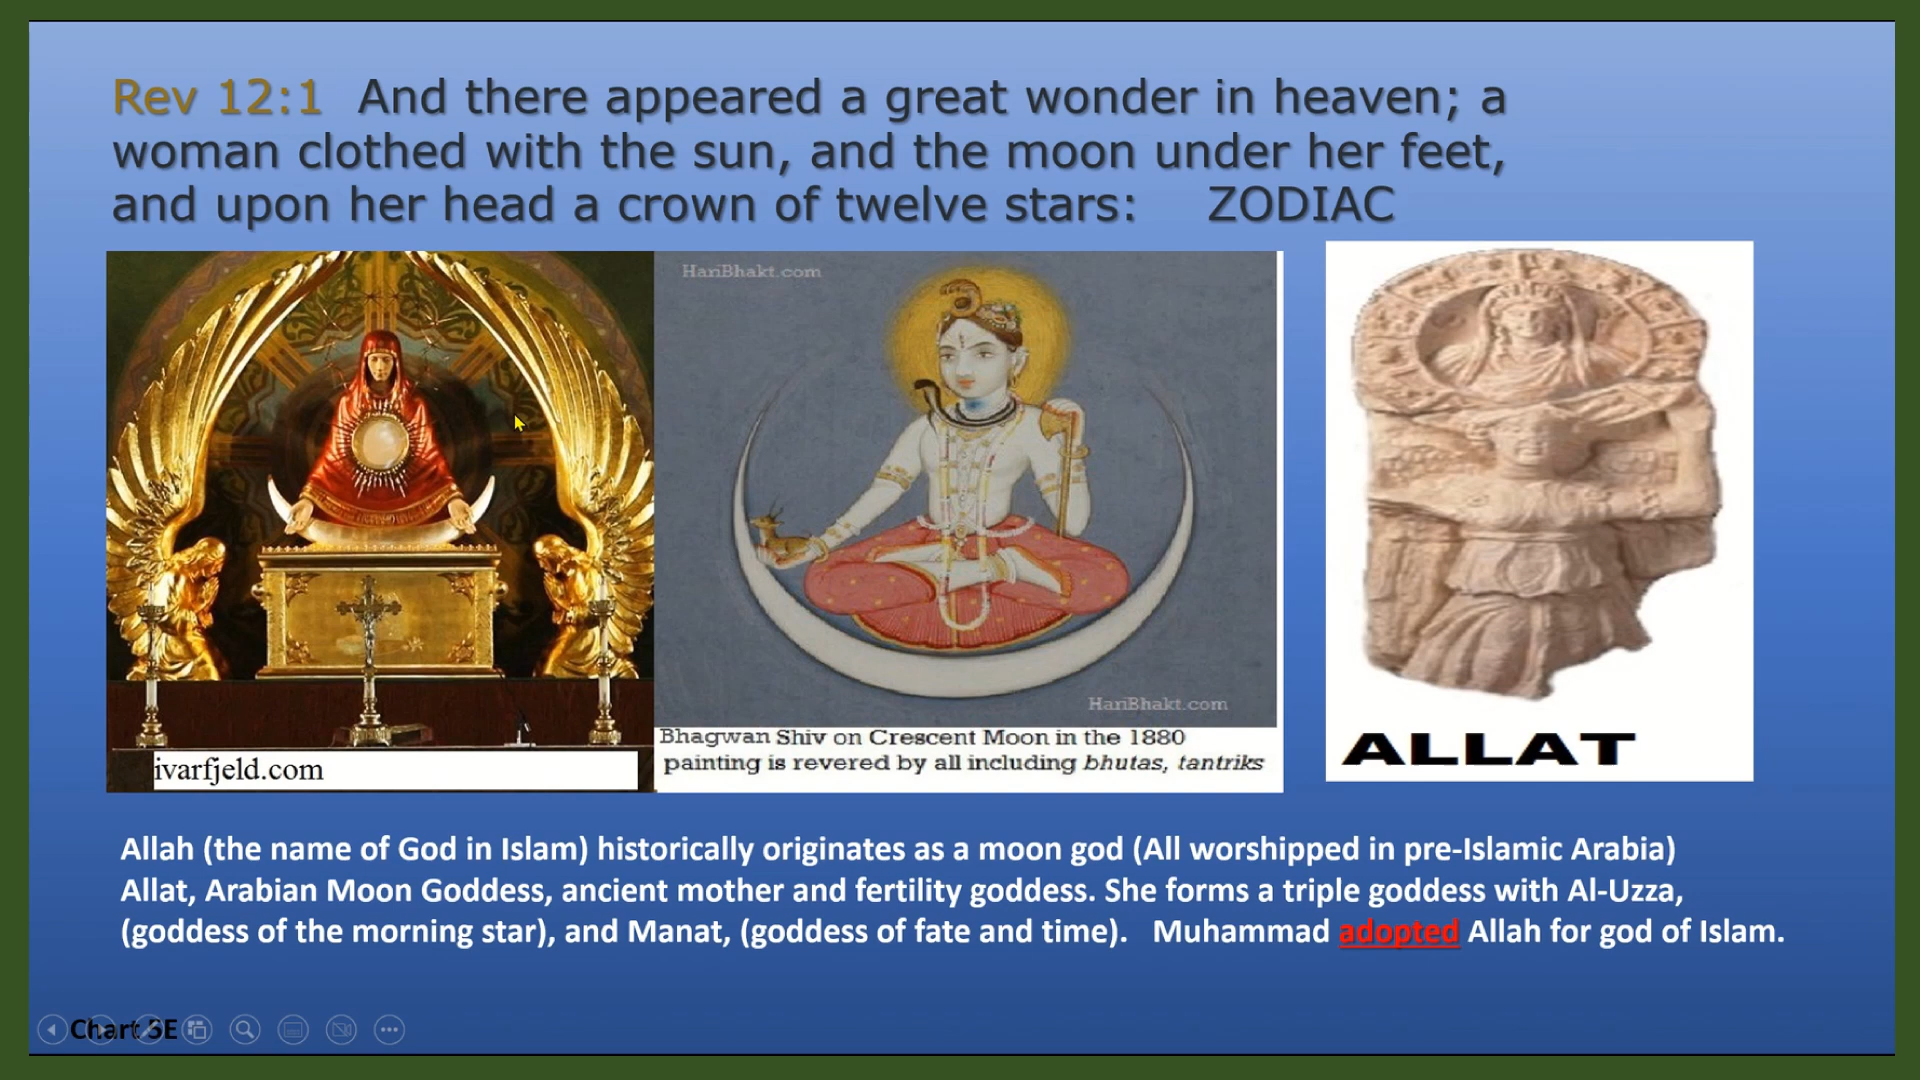 Rev 12:1 And there appeared a great wonder in heaven; a
woman clothed with the sun, and the moon under her feet,
and upon her head a crown of twelve stars: ZODIAC
HariBhakt.com
HariBhakt.com
ivarfjeld.com
Bhagwan Shiv on Crescent Moon in the 1880
painting is revered by all including bhutas, tantriks
ALLAT
Allah (the name of God in Islam) historically originates as a moon god (All worshipped in pre-Islamic Arabia)
Allat, Arabian Moon Goddess, ancient mother and fertility goddess. She forms a triple goddess with Al-Uzza,
(goddess of the morning star), and Manat, (goddess of fate and time). Muhammad adopted Allah for god of Islam.
Chart 5E